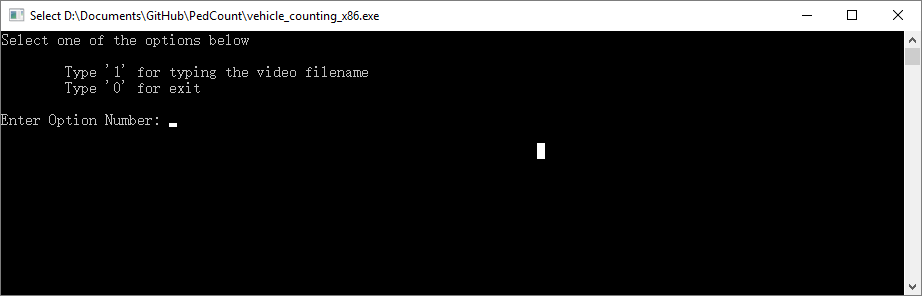 Select D:\Documents\GitHub\PedCount\vehicle_counting_x86.exe
Select one of the options below
Type '1' for typing the video filename
Type '0' for exit
Enter Option Number: